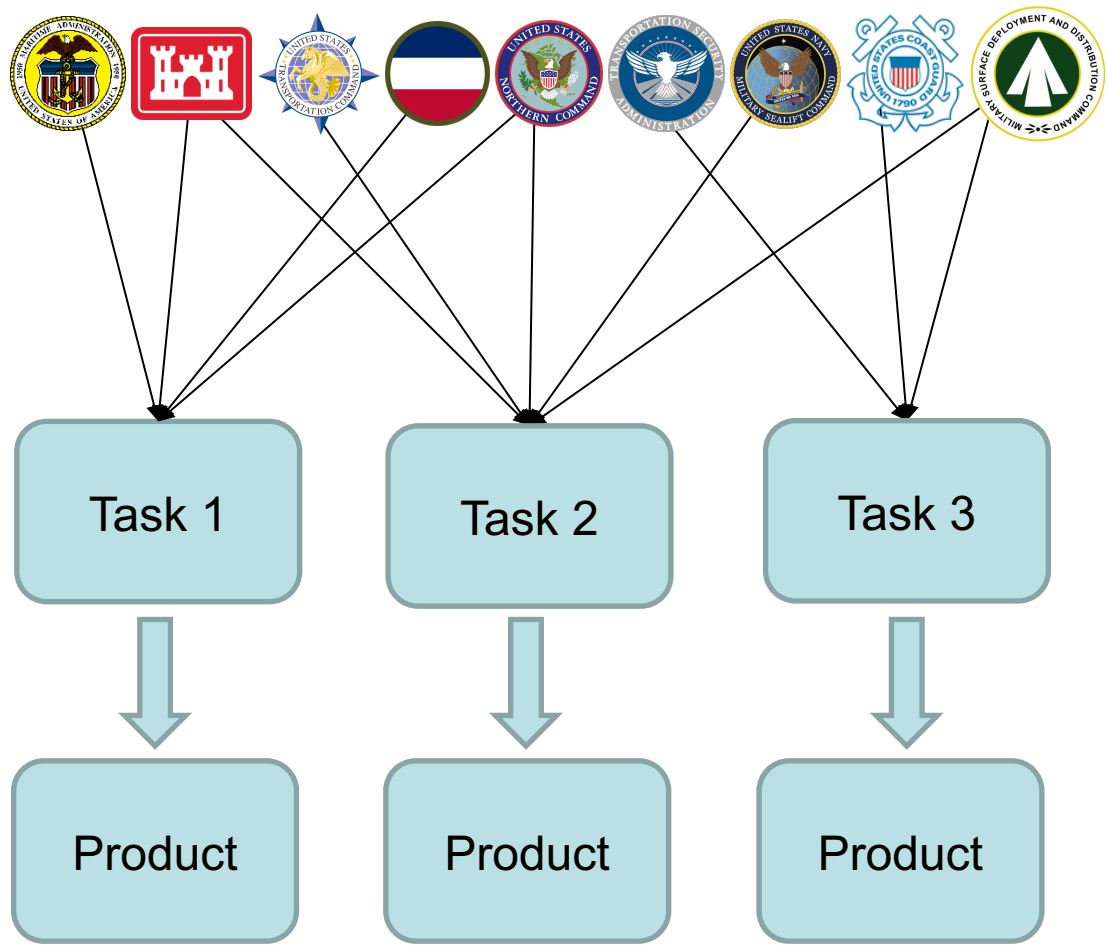 MARITIME ADMINISTRATION
1950 1950
UNITED STATES OF AMERICA
UNITED STATES
TRANSPORTATION COMMAND
UNITED STATES
NORTHERN COMMAND
TRANSPORTATION SECURITY
ADMINISTRATION
UNITED STATES NAVY
MILITARY SEALIFT COMMAND
UNITED STATES COAST GUARD
1790
MILITARY SURFACE DEPLOYMENT AND DISTRIBUTION COMMAND
Task 1
Task 2
Task 3
Product
Product
Product